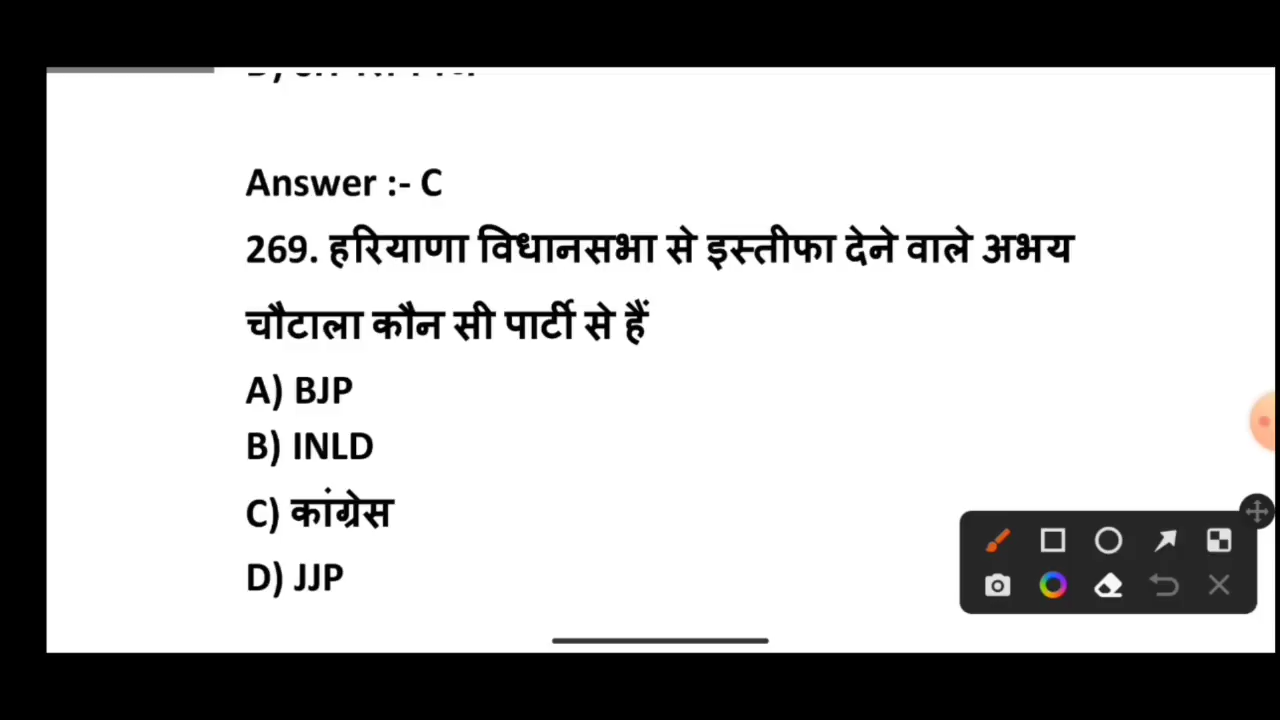 Answer :- C
269. हरियाणा विधानसभा से इस्तीफा देने वाले अभय
चौटाला कौन सी पार्टी से हैं
A) BJP
B) INLD
C) कांग्रेस
D) JJP